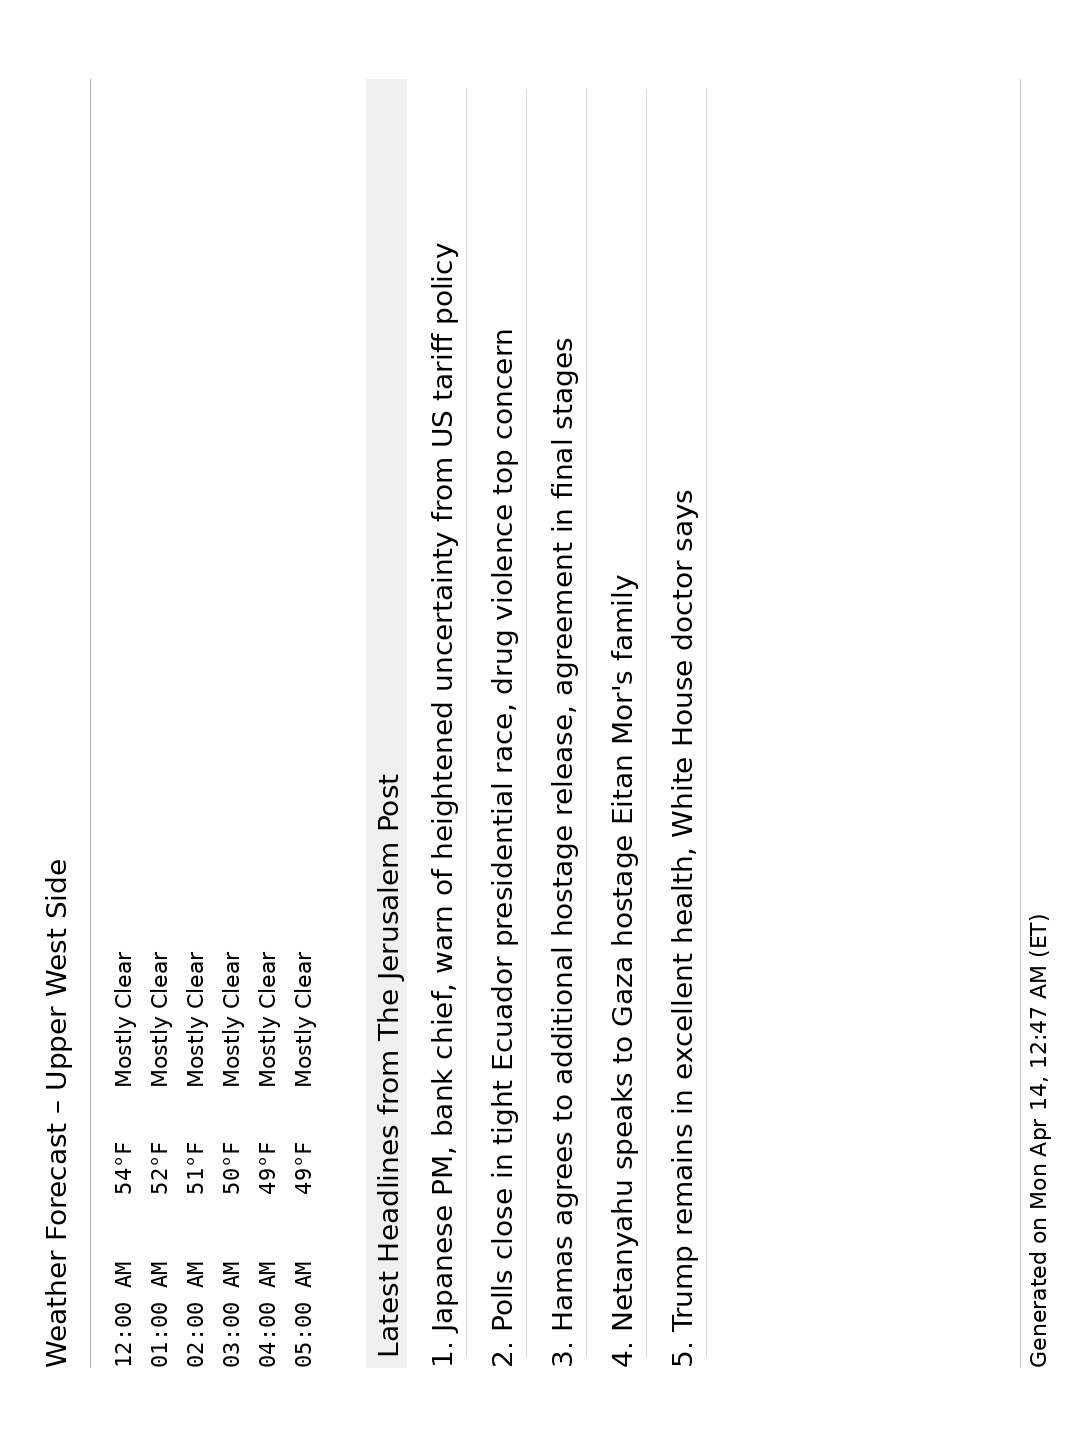 Weather Forecast – Upper West Side
12:00 AM 54°F Mostly Clear
01:00 AM 52°F Mostly Clear
02:00 AM 51°F Mostly Clear
03:00 AM 50°F Mostly Clear
04:00 AM 49°F Mostly Clear
05:00 AM 49°F Mostly Clear
Latest Headlines from The Jerusalem Post
1. Japanese PM, bank chief, warn of heightened uncertainty from US tariff policy
2. Polls close in tight Ecuador presidential race, drug violence top concern
3. Hamas agrees to additional hostage release, agreement in final stages
4. Netanyahu speaks to Gaza hostage Eitan Mor's family
5. Trump remains in excellent health, White House doctor says
Generated on Mon Apr 14, 12:47 AM (ET)